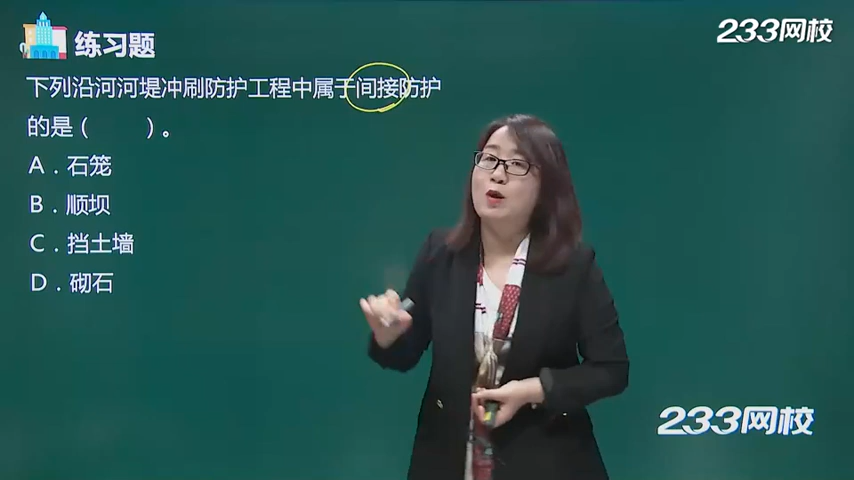 练习题
233网校
下列沿河河堤冲刷防护工程中属于间接防护
的是（　　）。
A．石笼
B．顺坝
C．挡土墙
D．砌石
233网校